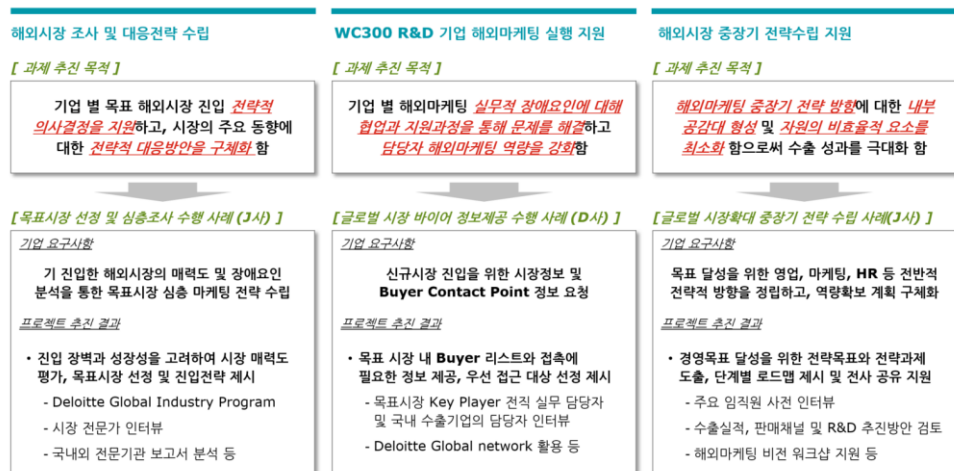 해외시장 조사 및 대응전략 수립
[ 과제 추진 목적 ]
기업 별 목표 해외시장 진입 전략적
의사결정을 지원하고, 시장의 주요 동향에
대한 전략적 대응방안을 구체화 함
[목표시장 선정 및 심층조사 수행 사례 (J사) ]
기업 요구사항
기 진입한 해외시장의 매력도 및 장애요인
분석을 통한 목표시장 심층 마케팅 전략 수립
프로젝트 추진 결과
• 진입 장벽과 성장성을 고려하여 시장 매력도
평가, 목표시장 선정 및 진입전략 제시
- Deloitte Global Industry Program
- 시장 전문가 인터뷰
- 국내외 전문기관 보고서 분석 등
WC300 R&D 기업 해외마케팅 실행 지원
[ 과제 추진 목적 ]
기업 별 해외마케팅 실무적 장애요인에 대해
협업과 지원과정을 통해 문제를 해결하고
담당자 해외마케팅 역량을 강화함
[글로벌 시장 바이어 정보제공 수행 사례 (D사) ]
기업 요구사항
신규시장 진입을 위한 시장정보 및
Buyer Contact Point 정보 요청
프로젝트 추진 결과
• 목표 시장 내 Buyer 리스트와 접촉에
필요한 정보 제공, 우선 접근 대상 선정 제시
- 목표시장 Key Player 전직 실무 담당자
및 국내 수출기업의 담당자 인터뷰
- Deloitte Global network 활용 등
해외시장 중장기 전략수립 지원
[ 과제 추진 목적 ]
해외마케팅 중장기 전략 방향에 대한 내부
공감대 형성 및 자원의 비효율적 요소를
최소화 함으로써 수출 성과를 극대화 함
[글로벌 시장확대 중장기 전략 수립 사례(J사) ]
기업 요구사항
목표 달성을 위한 영업, 마케팅, HR 등 전반적
전략적 방향을 정립하고, 역량확보 계획 구체화
프로젝트 추진 결과
• 경영목표 달성을 위한 전략목표와 전략과제
도출, 단계별 로드맵 제시 및 전사 공유 지원
- 주요 임직원 사전 인터뷰
- 수출실적, 판매채널 및 R&D 추진방안 검토
- 해외마케팅 비전 워크샵 지원 등